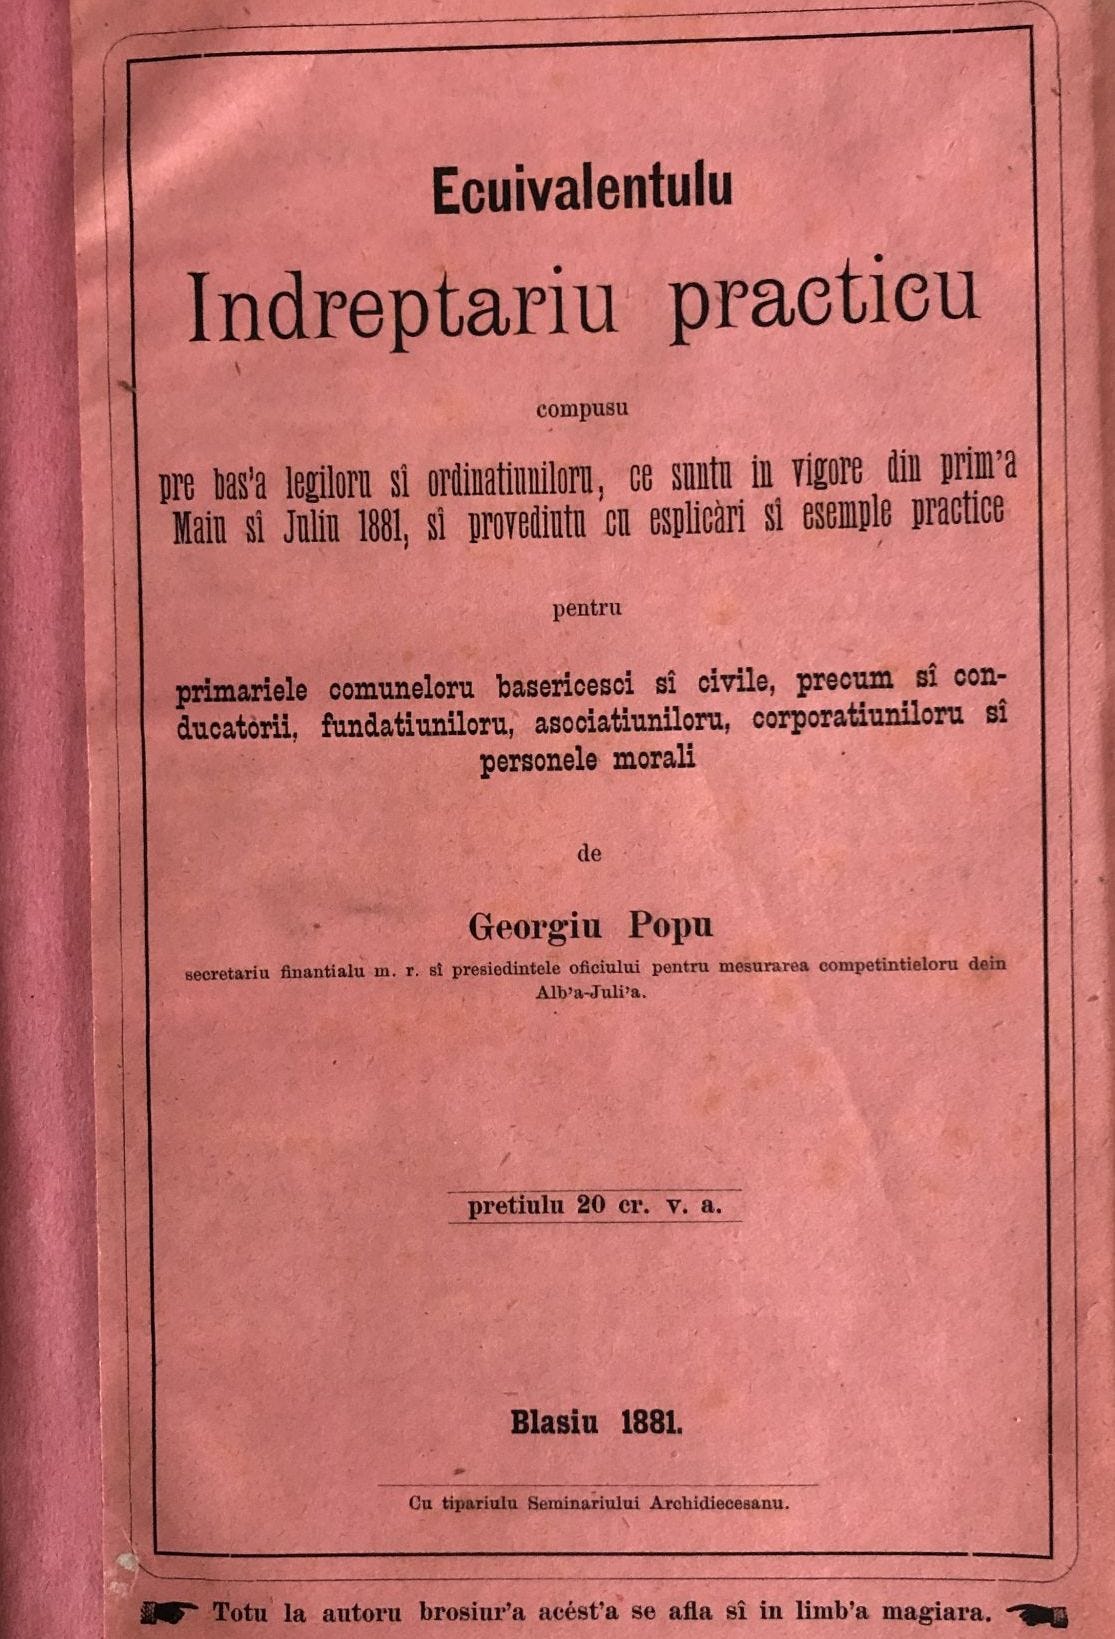 Ecuivalentulu
Indreptariu practicu
compusu
pre bas'a legiloru sî ordinatiuniloru, ce suntu in vigore din prim'a
Maiu sî Juliu 1881, sî provediutu cu esplicàri sî esemple practice
pentru
primariele comuneloru basericesci sî civile, precum sî con-
ducatòrii, fundatiuniloru, asociatiuniloru, corporatiuniloru sî
personele morali
de
Georgiu Popu
secretariu finantialu m. r. sî presiedintele oficiului pentru mesurarea competintieloru dein
Alb'a-Juli'a.
pretiulu 20 cr. v. a.
Blasiu 1881.
Cu tipariulu Seminariului Archidiecesanu.
Totu la autoru brosiur'a acést'a se afla sî in limb'a magiara.